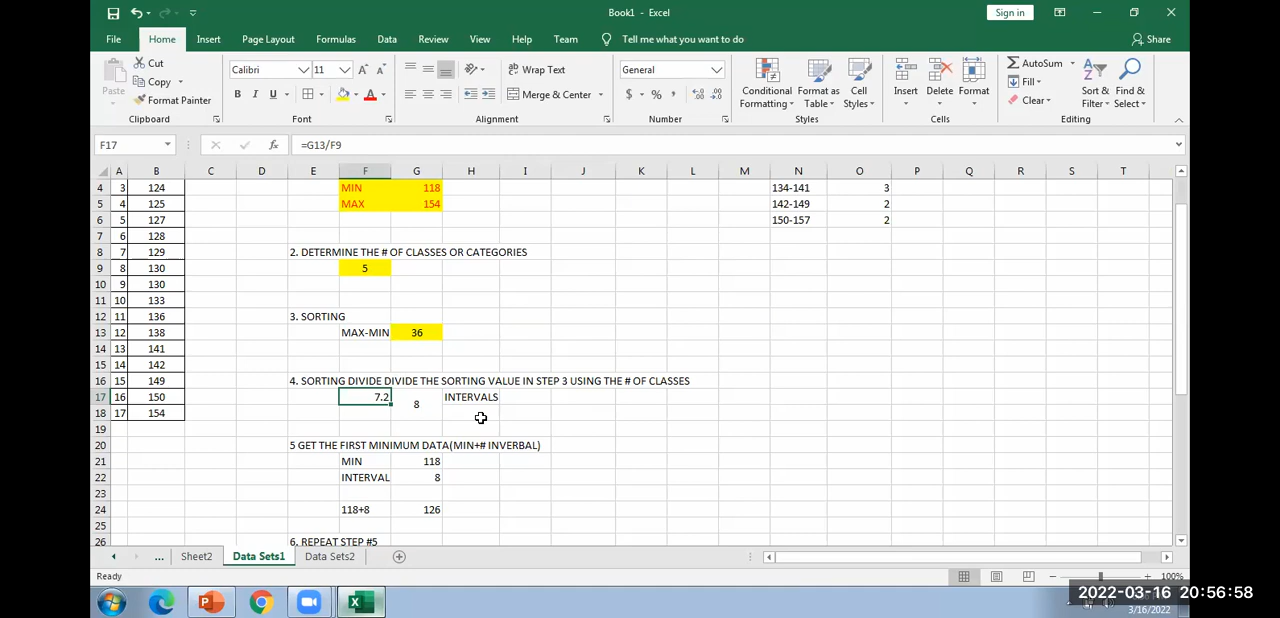 Book1 - Excel
Sign in
File Home Insert Page Layout Formulas Data Review View Help Team Tell me what you want to do Share
Cut
Copy
Format Painter
Paste
Calibri 11
B I U
Wrap Text
Merge & Center
General
$ % ,
Conditional Formatting
Format as Table
Cell Styles
Insert
Delete
Format
AutoSum
Fill
Clear
Sort & Filter
Find & Select
Clipboard Font Alignment Number Styles Cells Editing
F17 fx =G13/F9
A B C D E F G H I J K L M N O P Q R S T
4 3 124 MIN 118 134-141 3
5 4 125 MAX 154 142-149 2
6 5 127 150-157 2
7 6 128
8 7 129 2. DETERMINE THE # OF CLASSES OR CATEGORIES
9 8 130 5
10 9 130
11 10 133
12 11 136 3. SORTING
13 12 138 MAX-MIN 36
14 13 141
15 14 142
16 15 149 4. SORTING DIVIDE DIVIDE THE SORTING VALUE IN STEP 3 USING THE # OF CLASSES
17 16 150 7.2 8 INTERVALS
18 17 154
19
20 5 GET THE FIRST MINIMUM DATA(MIN+# INVERBAL)
21 MIN 118
22 INTERVAL 8
23
24 118+8 126
25
26 6. REPEAT STEP #5
... Sheet2 Data Sets1 Data Sets2
Ready 100%
2022-03-16 20:56:58
3/16/2022